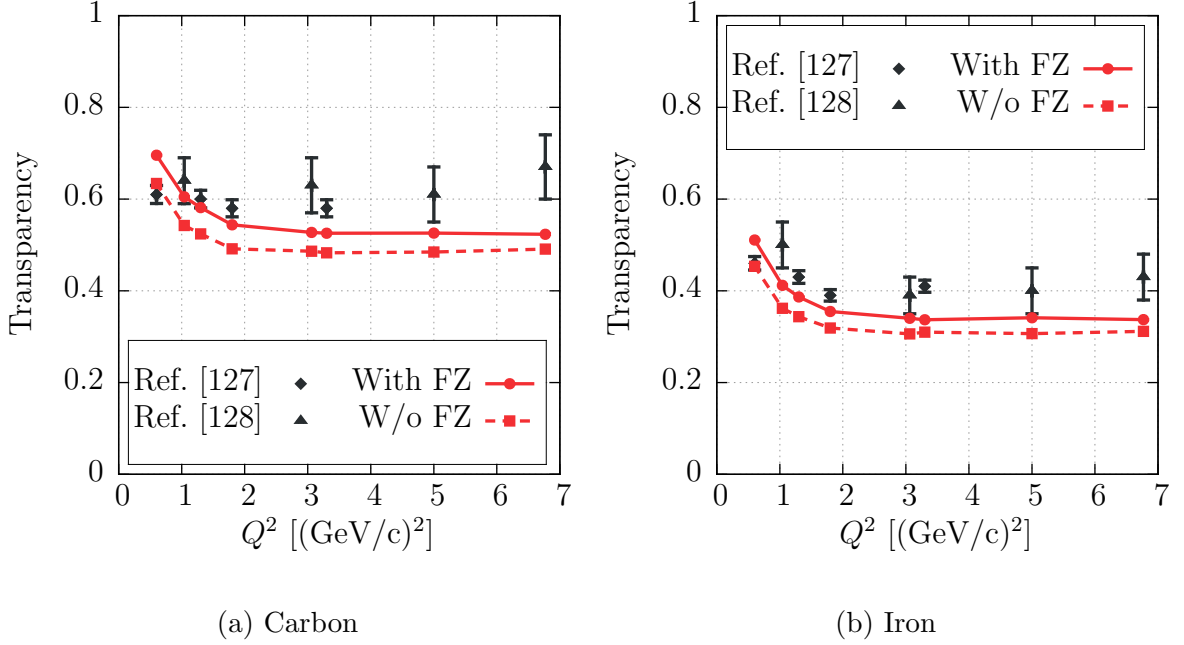 Transparency
1
0.8
0.6
0.4
0.2
0
0 1 2 3 4 5 6 7
Q² [(GeV/c)²]
Ref. [127] With FZ
Ref. [128] W/o FZ
(a) Carbon
Transparency
1
0.8
0.6
0.4
0.2
0
0 1 2 3 4 5 6 7
Q² [(GeV/c)²]
Ref. [127] With FZ
Ref. [128] W/o FZ
(b) Iron